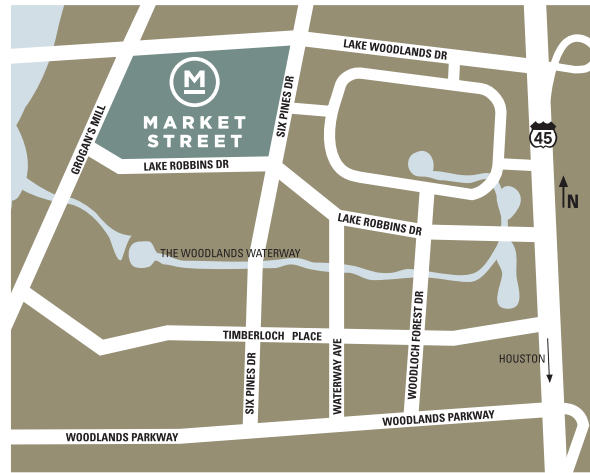 LAKE WOODLANDS DR
M
MARKET
STREET
GROGAN'S MILL
SIX PINES DR
45
LAKE ROBBINS DR
N
LAKE ROBBINS DR
THE WOODLANDS WATERWAY
TIMBERLOCH PLACE
HOUSTON
SIX PINES DR
WATERWAY AVE
WOODLOCH FOREST DR
WOODLANDS PARKWAY
WOODLANDS PARKWAY